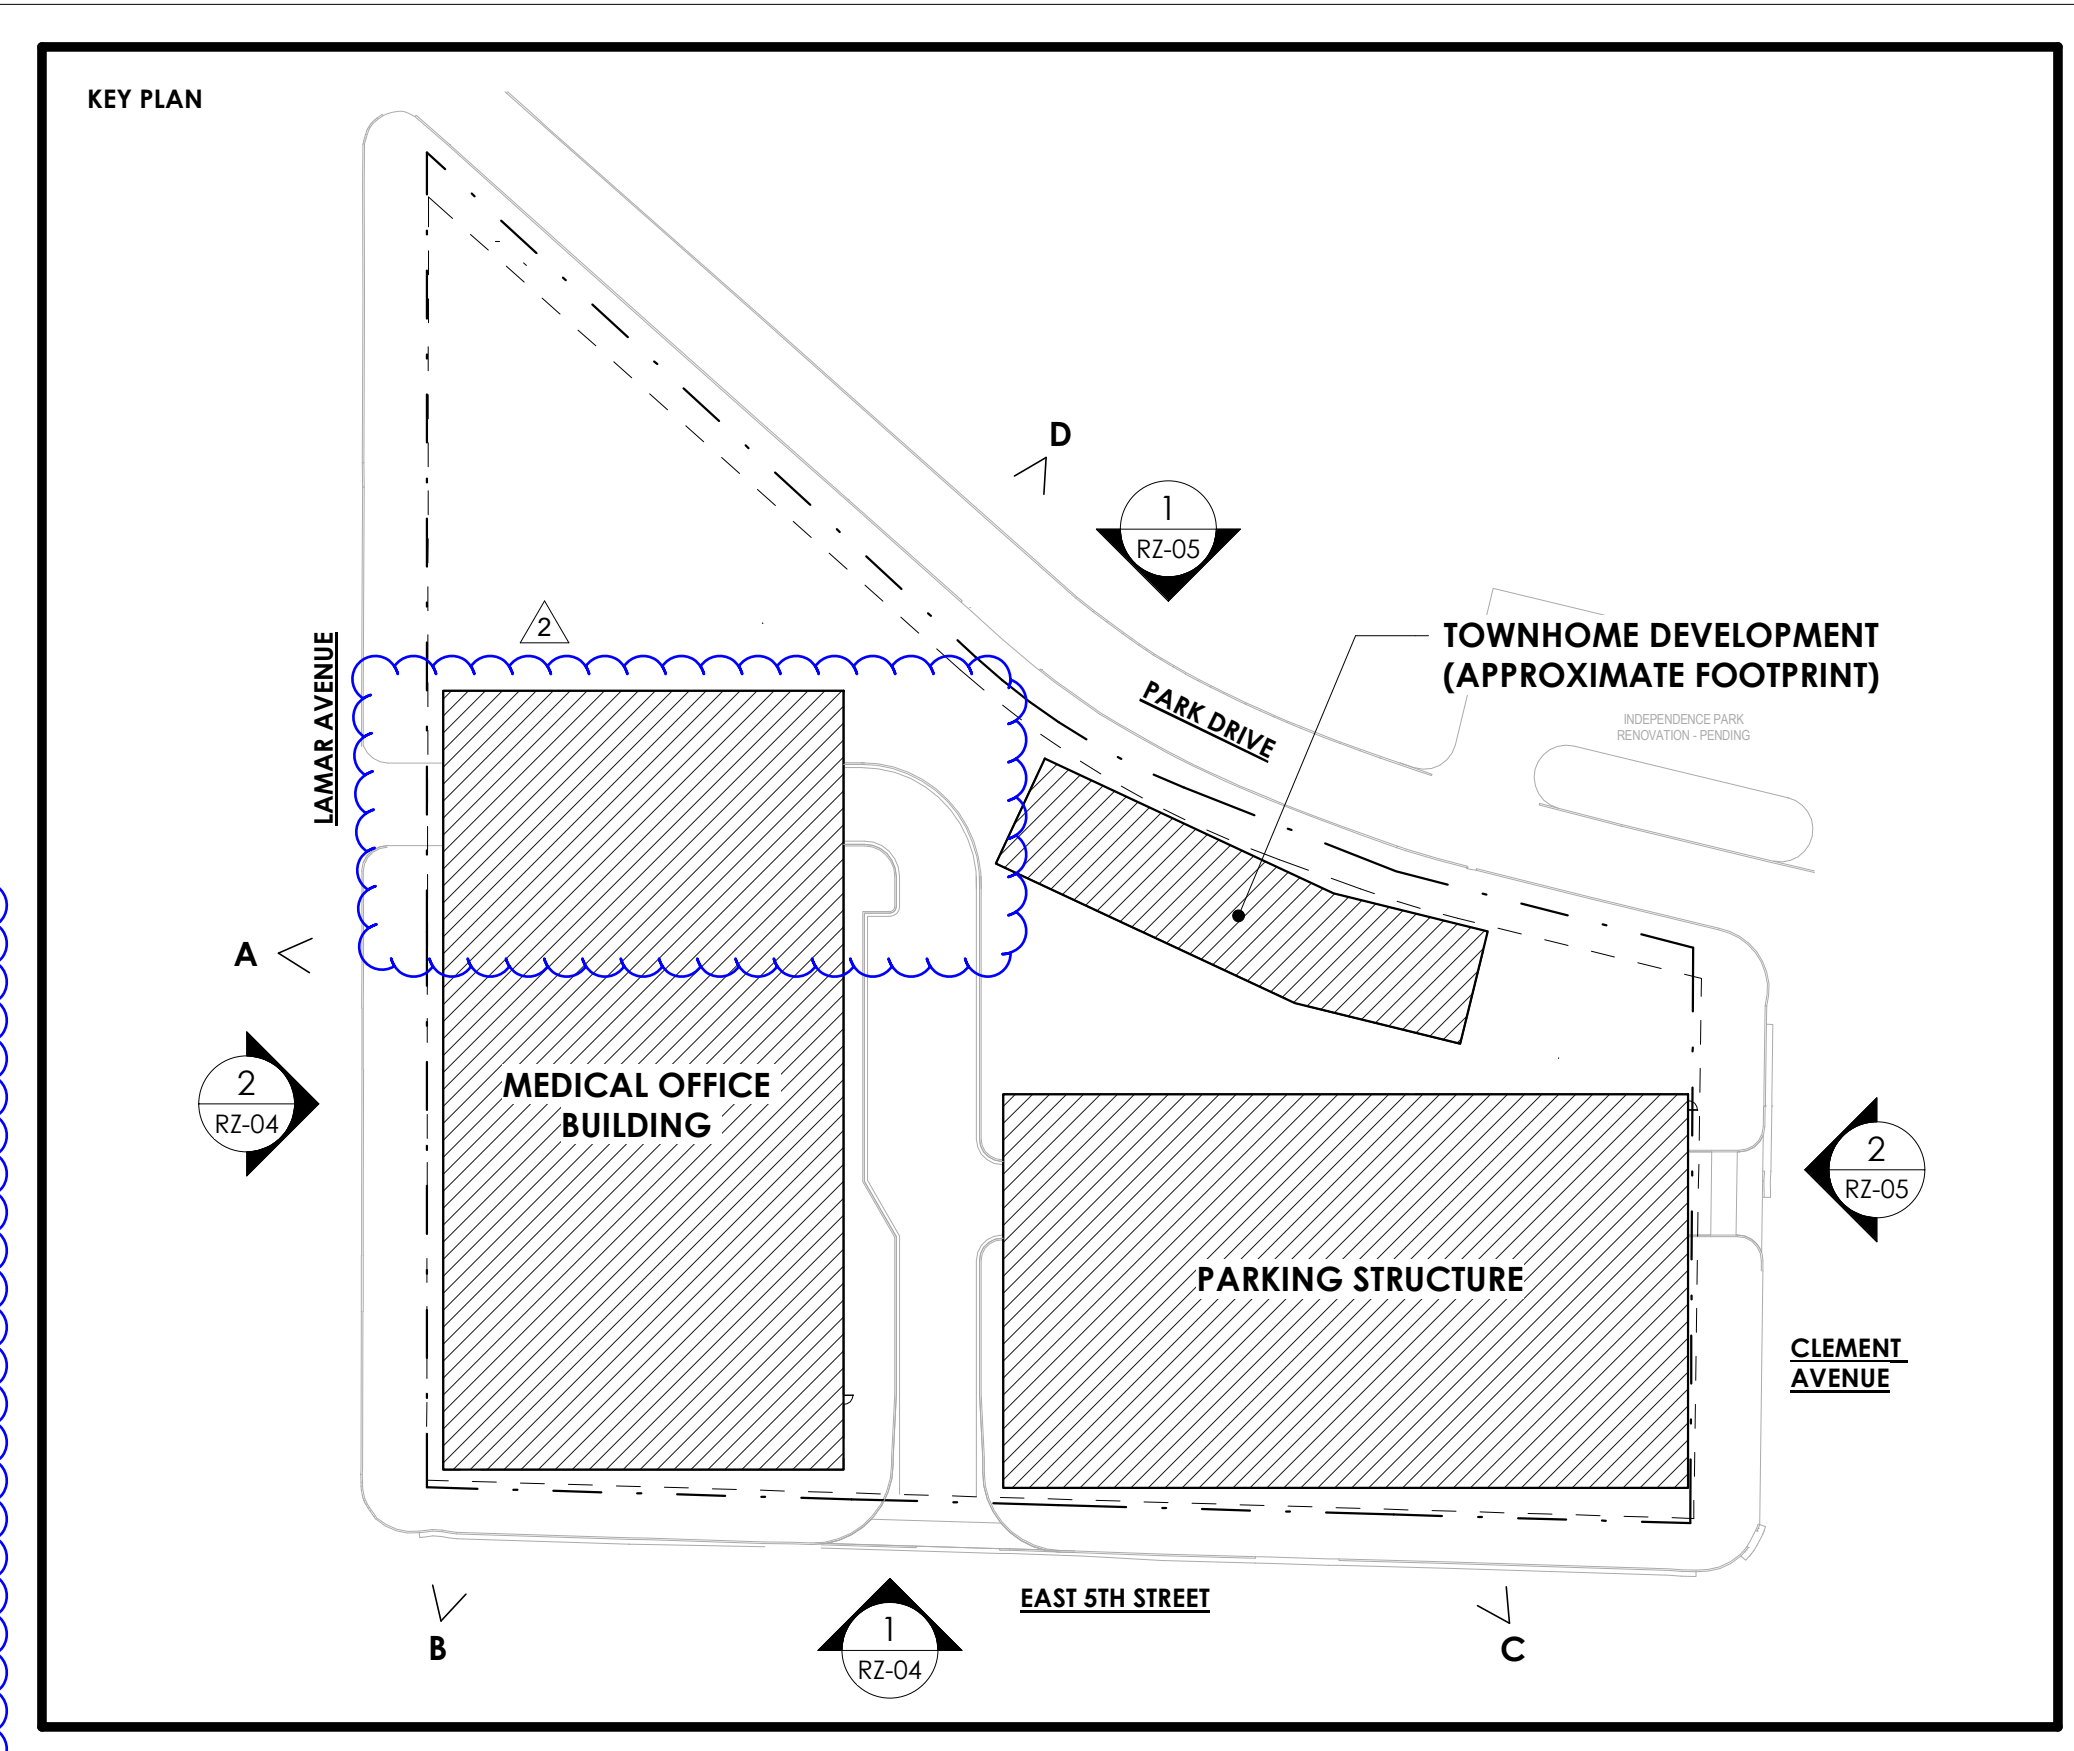 KEY PLAN
D
1
RZ-05
2
LAMAR AVENUE
TOWNHOME DEVELOPMENT
(APPROXIMATE FOOTPRINT)
PARK DRIVE
INDEPENDENCE PARK
RENOVATION - PENDING
A
2
RZ-04
MEDICAL OFFICE
BUILDING
2
RZ-05
PARKING STRUCTURE
CLEMENT
AVENUE
EAST 5TH STREET
B
1
RZ-04
C